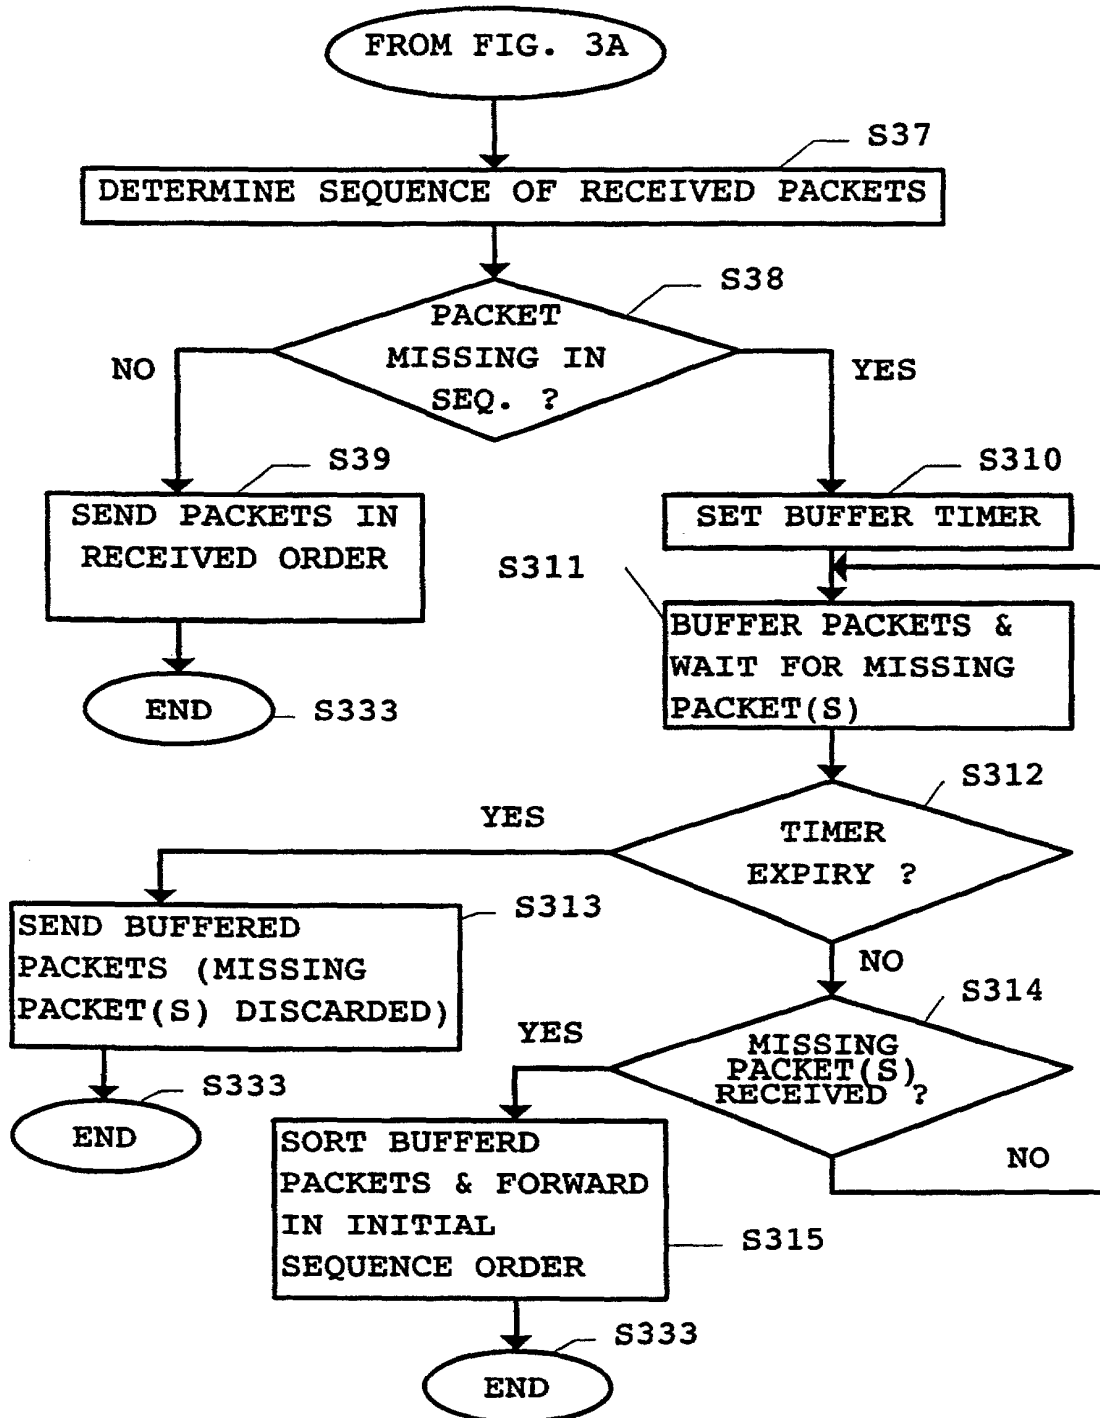 FROM FIG. 3A
S37
DETERMINE SEQUENCE OF RECEIVED PACKETS
S38
PACKET
MISSING IN
SEQ. ?
NO
YES
S39
SEND PACKETS IN
RECEIVED ORDER
END
S333
S310
SET BUFFER TIMER
S311
BUFFER PACKETS &
WAIT FOR MISSING
PACKET(S)
S312
TIMER
EXPIRY ?
YES
NO
S313
SEND BUFFERED
PACKETS (MISSING
PACKET(S) DISCARDED)
S333
END
S314
MISSING
PACKET(S)
RECEIVED ?
YES
NO
SORT BUFFERD
PACKETS & FORWARD
IN INITIAL
SEQUENCE ORDER
S315
S333
END